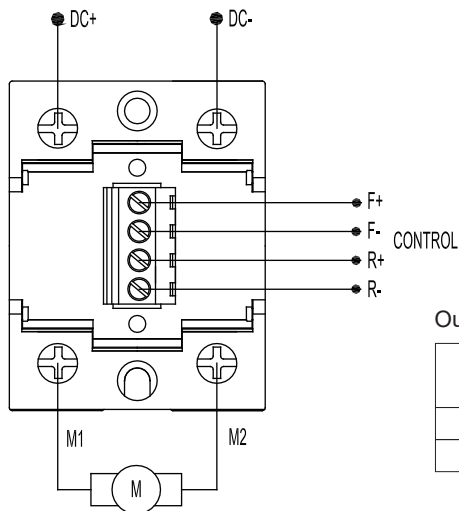 DC+ DC-
F+
F-
R+
R-
CONTROL
M1 M2
M
Ou